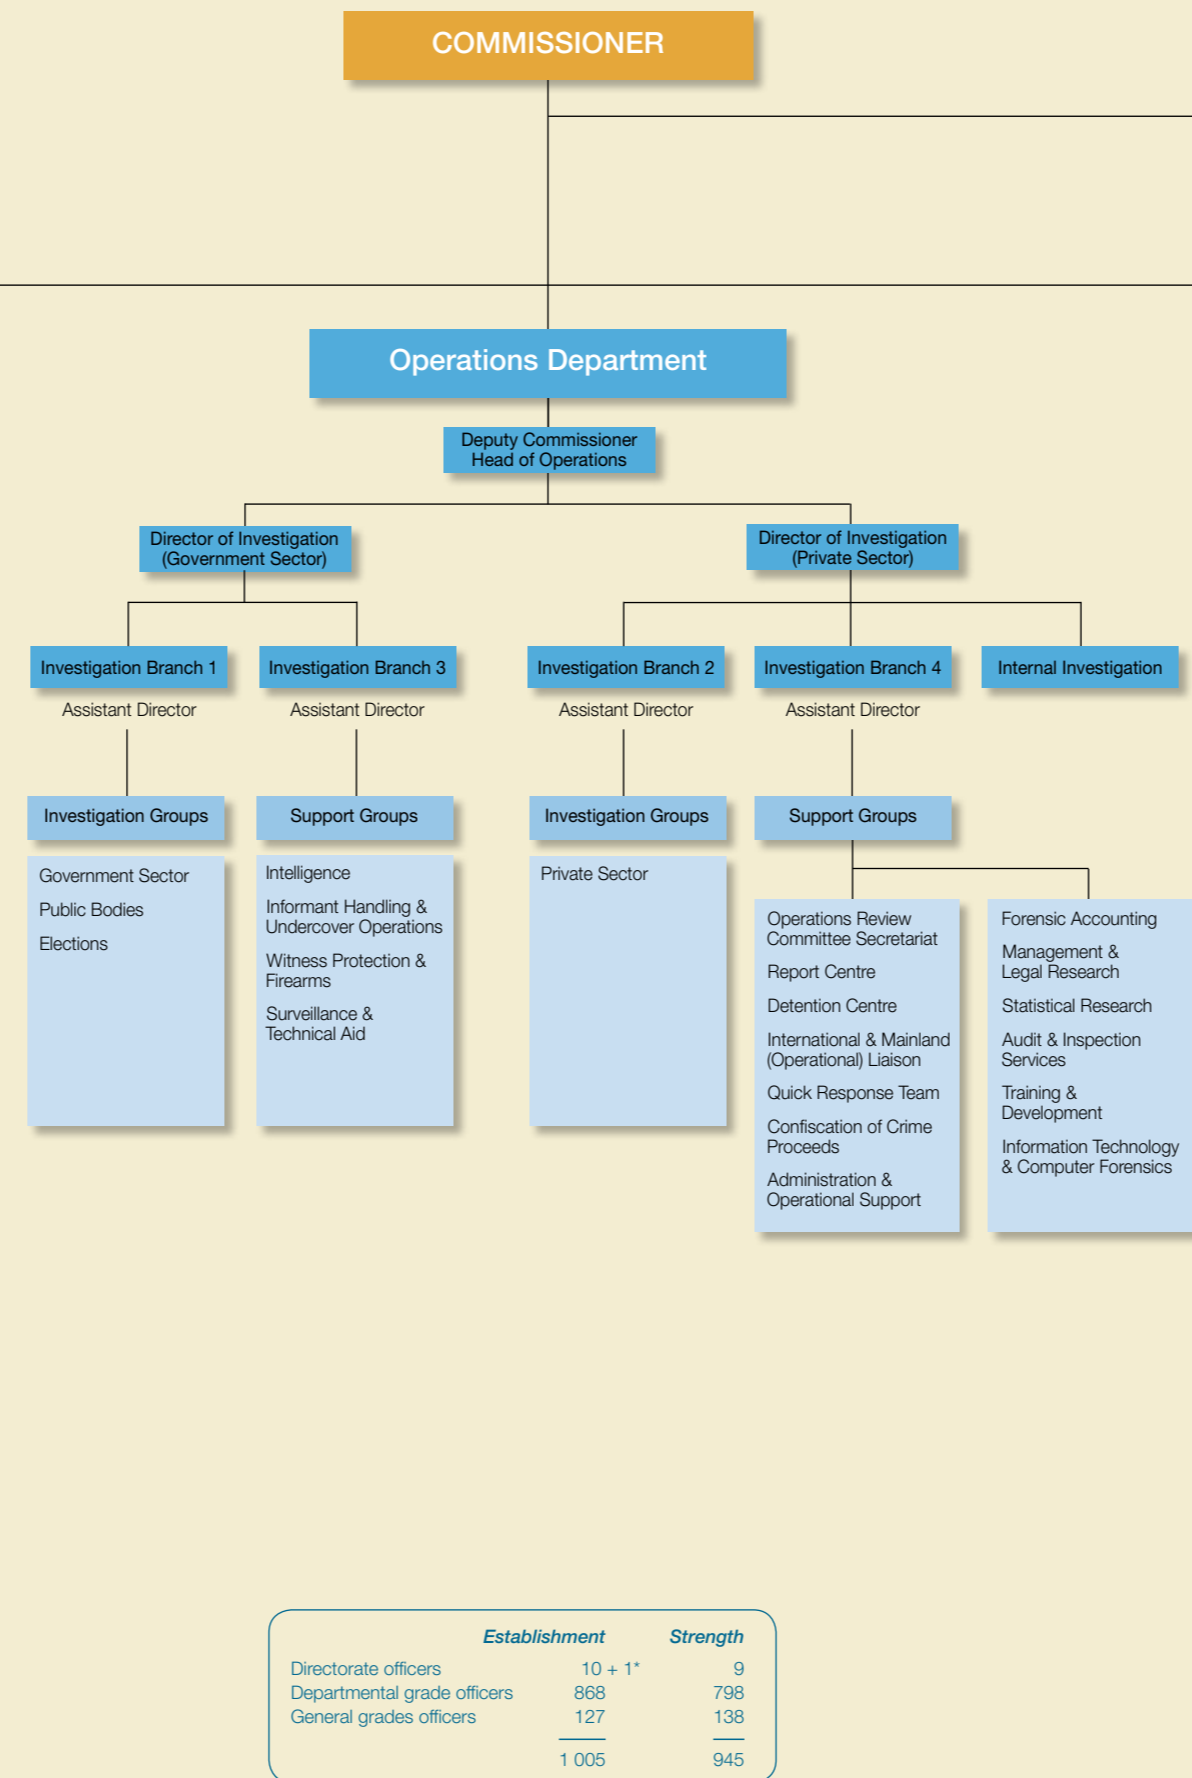 COMMISSIONER
Operations Department
Deputy Commissioner
Head of Operations
Director of Investigation
(Government Sector)
Director of Investigation
(Private Sector)
Investigation Branch 1
Assistant Director
Investigation Branch 3
Assistant Director
Investigation Branch 2
Assistant Director
Investigation Branch 4
Assistant Director
Internal Investigation
Investigation Groups
Government Sector
Public Bodies
Elections
Support Groups
Intelligence
Informant Handling &
Undercover Operations
Witness Protection &
Firearms
Surveillance &
Technical Aid
Investigation Groups
Private Sector
Support Groups
Operations Review
Committee Secretariat
Report Centre
Detention Centre
International & Mainland
(Operational) Liaison
Quick Response Team
Confiscation of Crime
Proceeds
Administration &
Operational Support
Forensic Accounting
Management &
Legal Research
Statistical Research
Audit & Inspection
Services
Training &
Development
Information Technology
& Computer Forensics
Establishment Strength
Directorate officers 10 + 1* 9
Departmental grade officers 868 798
General grades officers 127 138
1 005 945